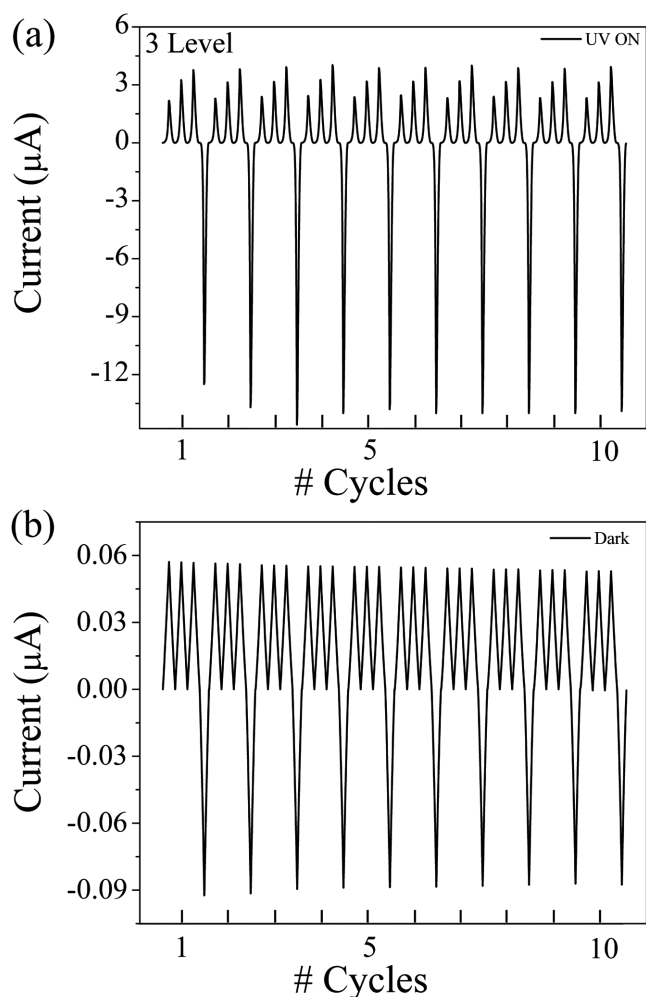 (a)
3 Level
UV ON
6
3
0
-3
-6
-9
-12
Current (μA)
1 5 10
# Cycles
(b)
Dark
0.06
0.03
0.00
-0.03
-0.06
-0.09
Current (μA)
1 5 10
# Cycles